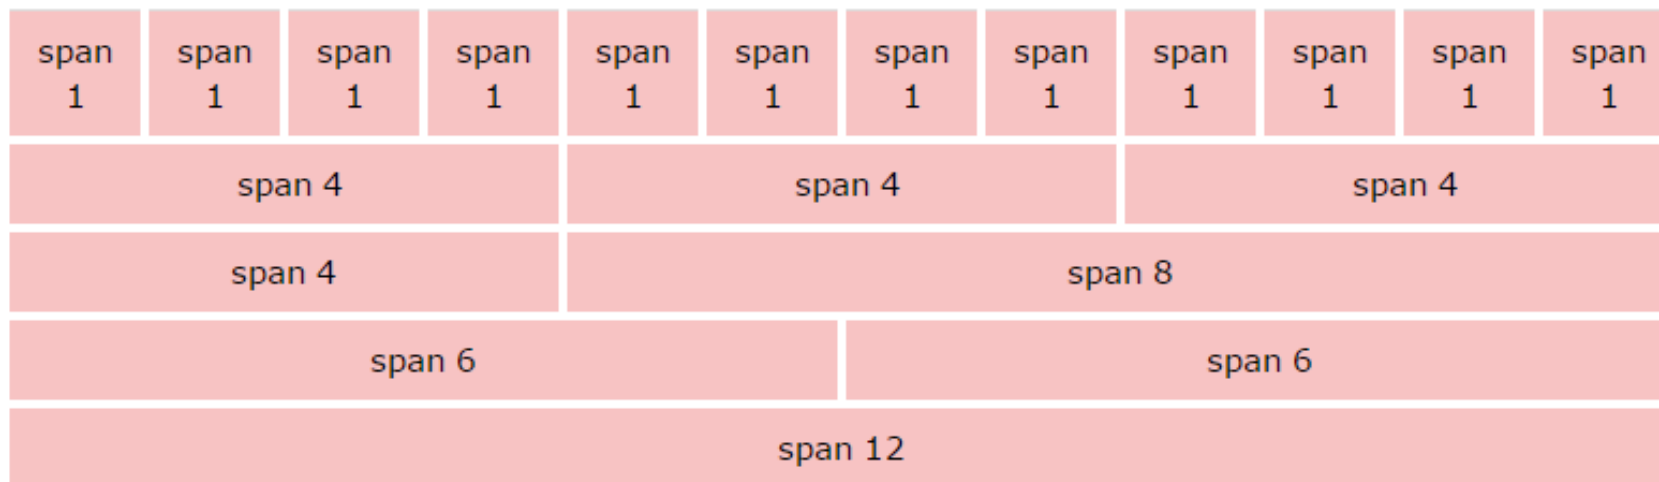 span span span span span span span span span span span span
1 1 1 1 1 1 1 1 1 1 1 1
span 4 span 4 span 4
span 4 span 8
span 6 span 6
span 12